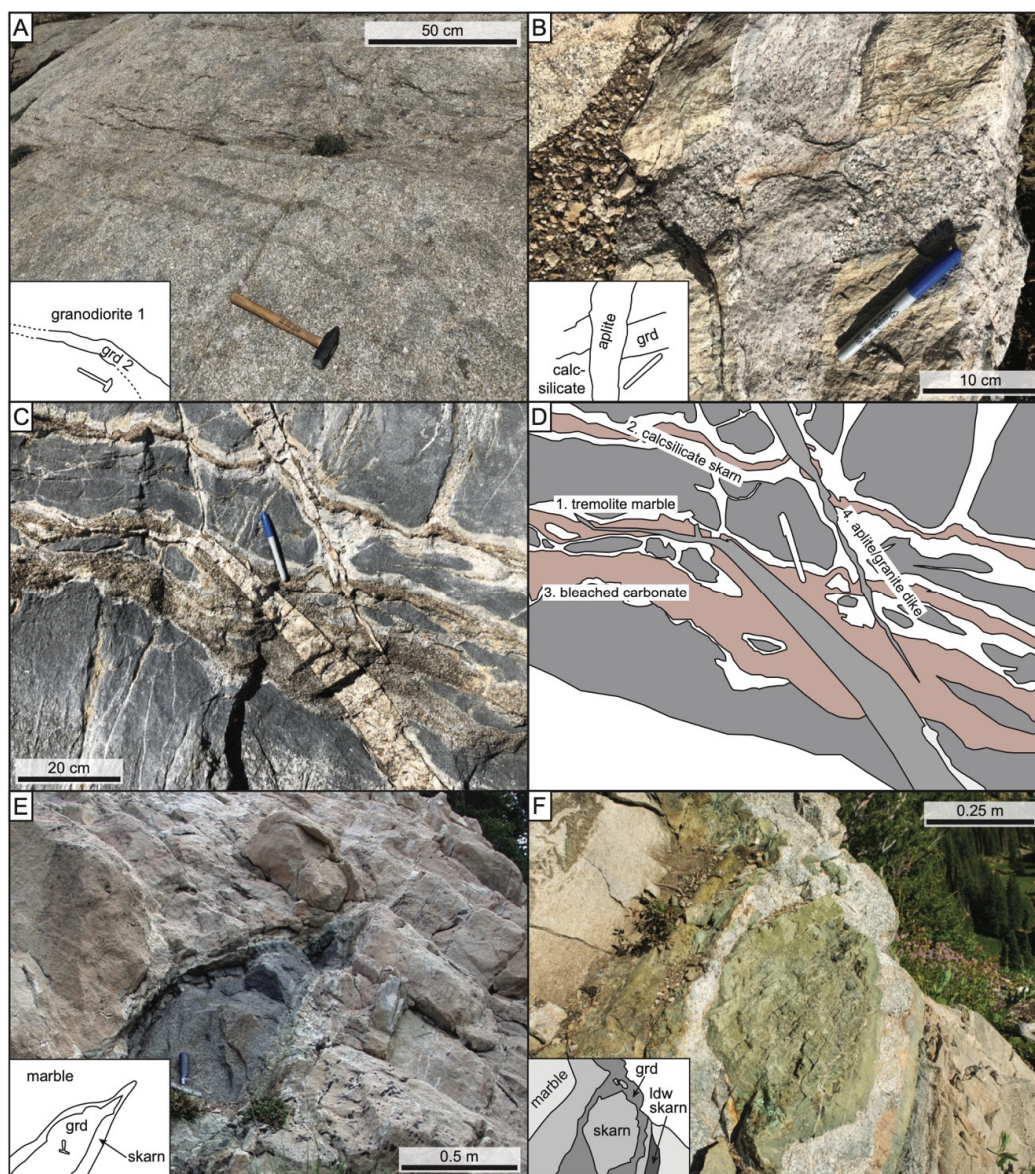 A
50 cm
granodiorite 1
grd 2
B
aplite
grd
calc-
silicate
10 cm
C
20 cm
D
2. calcsilicate skarn
1. tremolite marble
4. aplite/granite dike
3. bleached carbonate
E
marble
grd
skarn
0.5 m
F
0.25 m
marble
grd
ldw
skarn
skarn